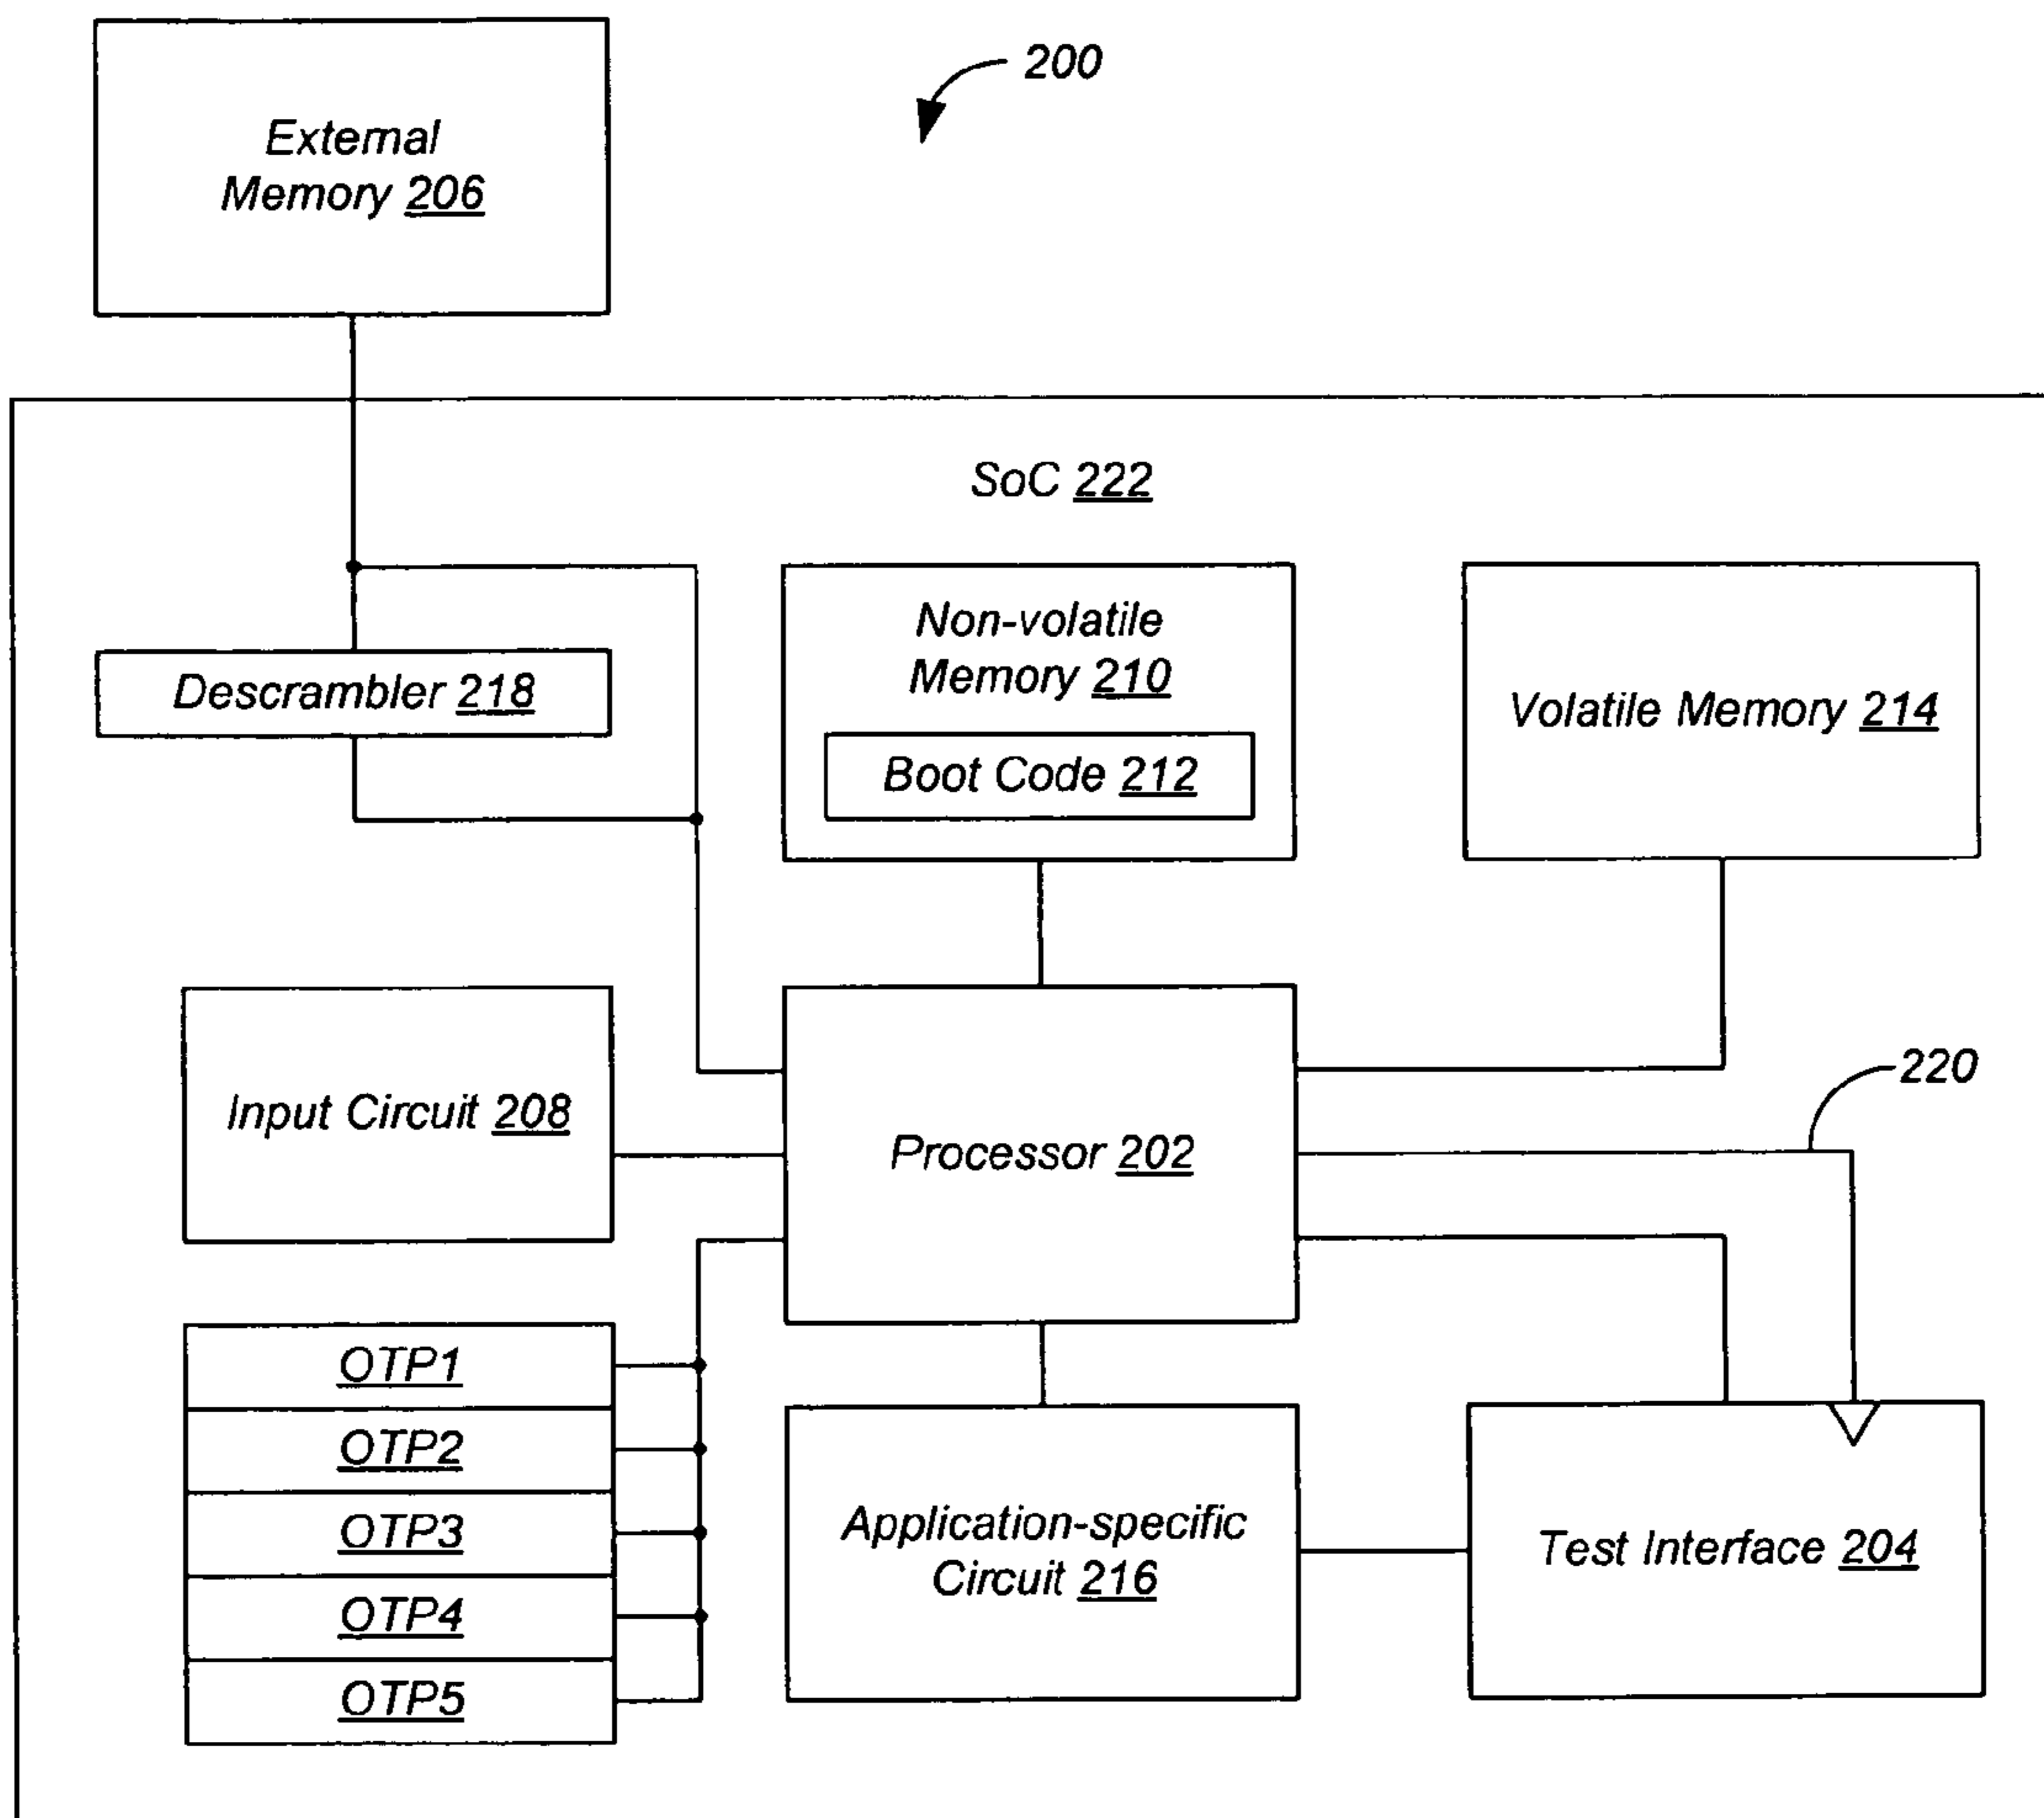 200
External
Memory 206
SoC 222
Non-volatile
Memory 210
Boot Code 212
Descrambler 218
Volatile Memory 214
220
Input Circuit 208
Processor 202
OTP1
OTP2
OTP3
OTP4
OTP5
Application-specific
Circuit 216
Test Interface 204